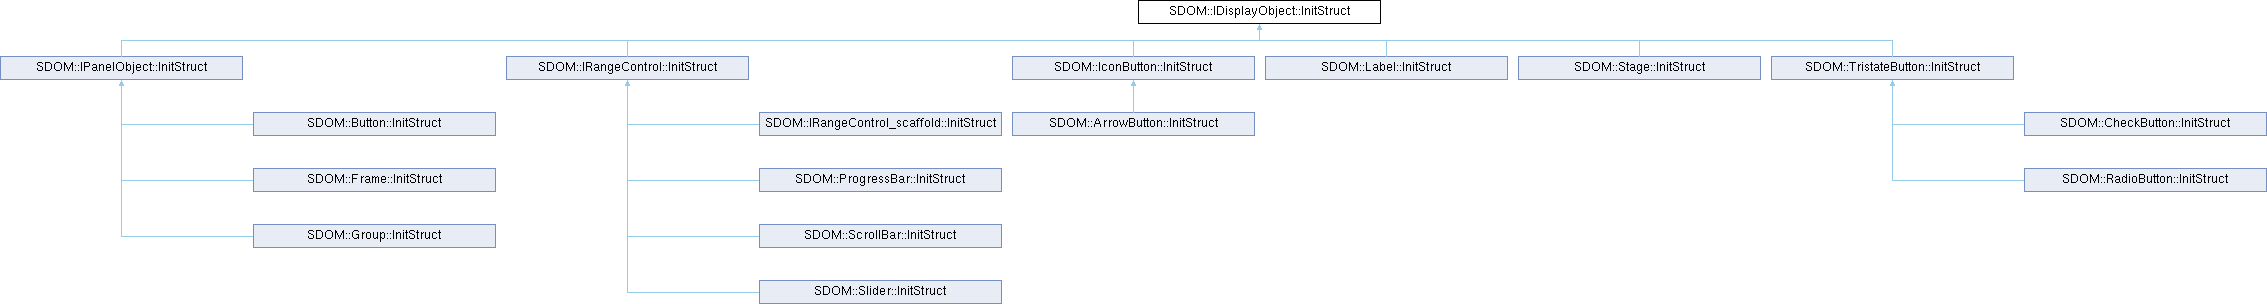 SDOM::IDisplayObject::InitStruct
SDOM::IPanelObject::InitStruct
SDOM::IRangeControl::InitStruct
SDOM::IconButton::InitStruct
SDOM::Label::InitStruct
SDOM::Stage::InitStruct
SDOM::TristateButton::InitStruct
SDOM::Button::InitStruct
SDOM::IRangeControl_scaffold::InitStruct
SDOM::ArrowButton::InitStruct
SDOM::CheckButton::InitStruct
SDOM::Frame::InitStruct
SDOM::ProgressBar::InitStruct
SDOM::RadioButton::InitStruct
SDOM::Group::InitStruct
SDOM::ScrollBar::InitStruct
SDOM::Slider::InitStruct